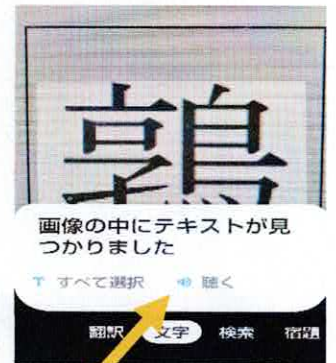 鶉
画像の中にテキストが見
つかりました
T すべて選択 聴く
翻訳 文字 検索 宿題